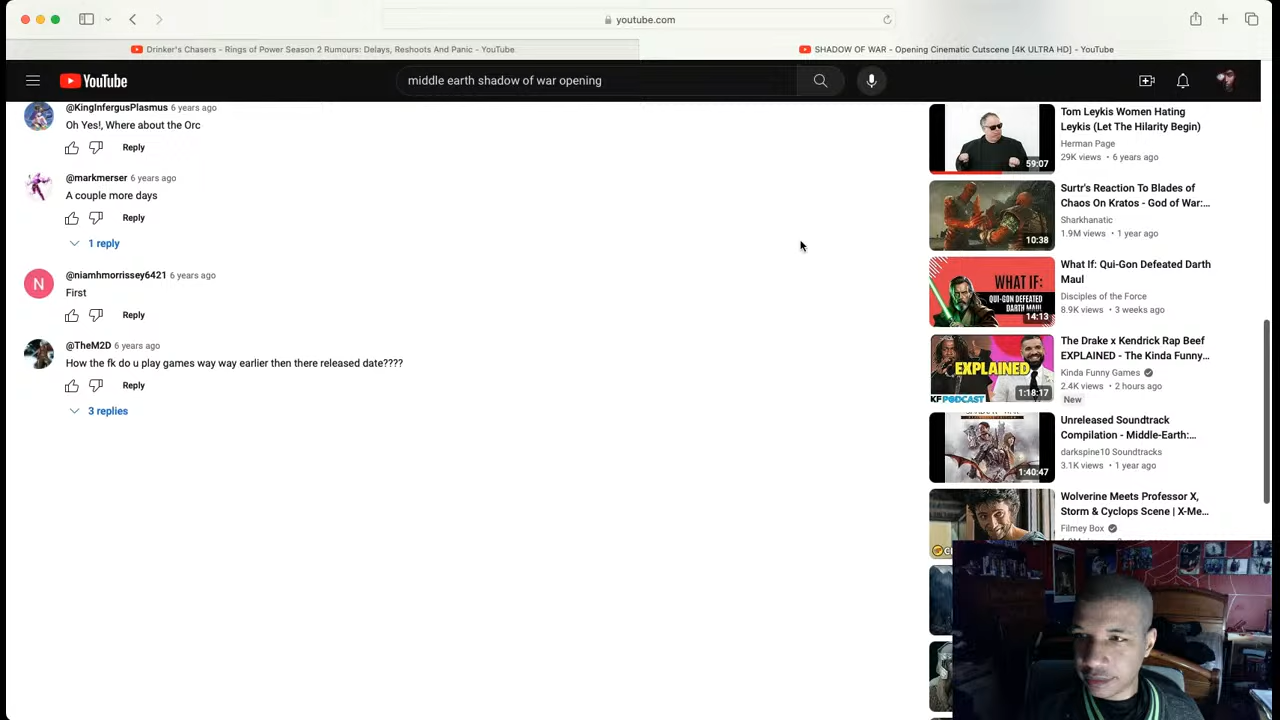 youtube.com
Drinker's Chasers - Rings of Power Season 2 Rumours: Delays, Reshoots And Panic - YouTube
SHADOW OF WAR - Opening Cinematic Cutscene [4K ULTRA HD] - YouTube
YouTube
middle earth shadow of war opening
@KingInfergusPlasmus 6 years ago
Oh Yes!, Where about the Orc
Reply
@markmerser 6 years ago
A couple more days
Reply
1 reply
N
@niamhmorrissey6421 6 years ago
First
Reply
@TheM2D 6 years ago
How the fk do u play games way way earlier then there released date????
Reply
3 replies
59:07
Tom Leykis Women Hating
Leykis (Let The Hilarity Begin)
Herman Page
29K views • 6 years ago
10:38
Surtr's Reaction To Blades of
Chaos On Kratos - God of War:...
Sharkhanatic
1.9M views • 1 year ago
WHAT IF:
QUI-GON DEFEATED
DARTH MAUL
14:13
What If: Qui-Gon Defeated Darth
Maul
Disciples of the Force
8.9K views • 3 weeks ago
EXPLAINED
KF PODCAST
1:18:17
The Drake x Kendrick Rap Beef
EXPLAINED - The Kinda Funny...
Kinda Funny Games
2.4K views • 2 hours ago
New
1:40:47
Unreleased Soundtrack
Compilation - Middle-Earth:...
darkspine10 Soundtracks
3.1K views • 1 year ago
Wolverine Meets Professor X,
Storm & Cyclops Scene | X-Me...
Filmey Box